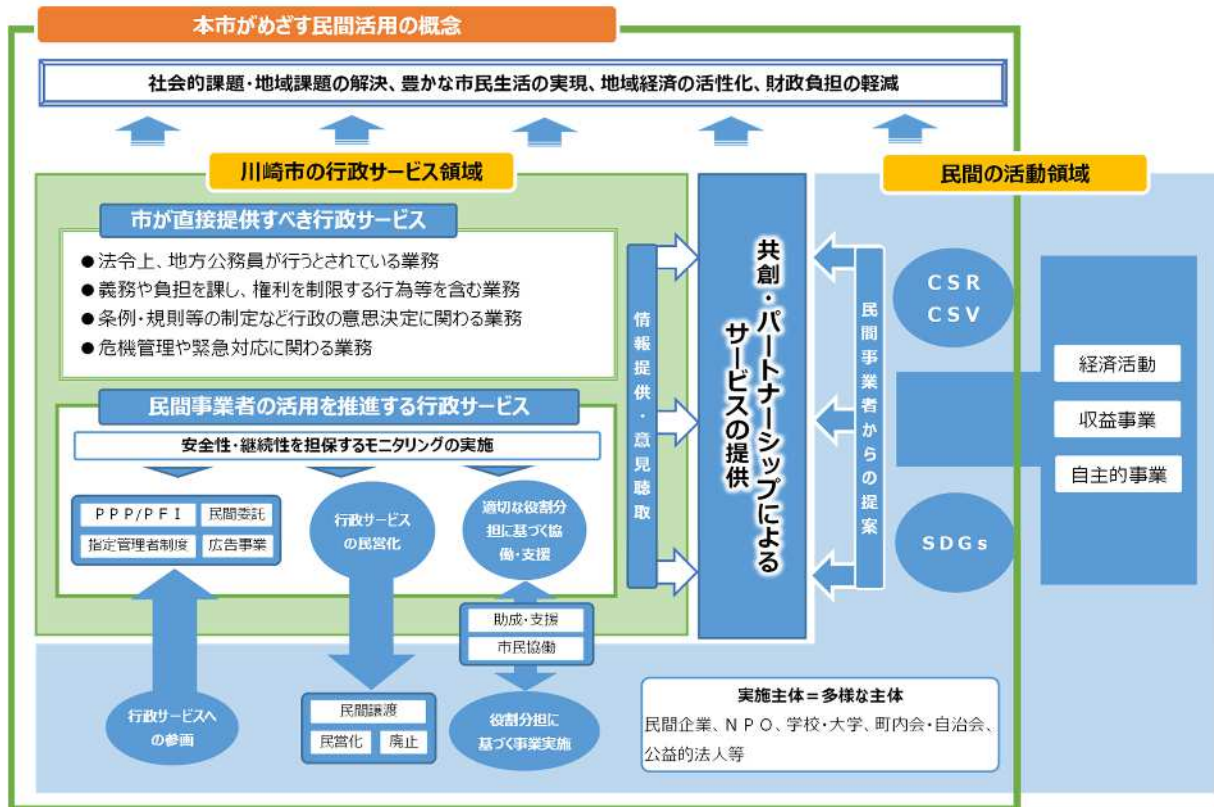 本市がめざす民間活用の概念
社会的課題・地域課題の解決、豊かな市民生活の実現、地域経済の活性化、財政負担の軽減
川崎市の行政サービス領域
民間の活動領域
市が直接提供すべき行政サービス
●法令上、地方公務員が行うとされている業務
●義務や負担を課し、権利を制限する行為等を含む業務
●条例・規則等の制定など行政の意思決定に関わる業務
●危機管理や緊急対応に関わる業務
民間事業者の活用を推進する行政サービス
安全性・継続性を担保するモニタリングの実施
PPP/PFI
民間委託
指定管理者制度
広告事業
行政サービス
の民営化
適切な役割分
担に基づく協
働・支援
助成・支援
市民協働
行政サービスへ
の参画
民間譲渡
民営化
廃止
役割分担に
基づく事業実施
情報提供・意見聴取
共創・パートナーシップによる
サービスの提供
民間事業者からの提案
CSR
CSV
SDGs
経済活動
収益事業
自主的事業
実施主体=多様な主体
民間企業、NPO、学校・大学、町内会・自治会、
公益的法人等